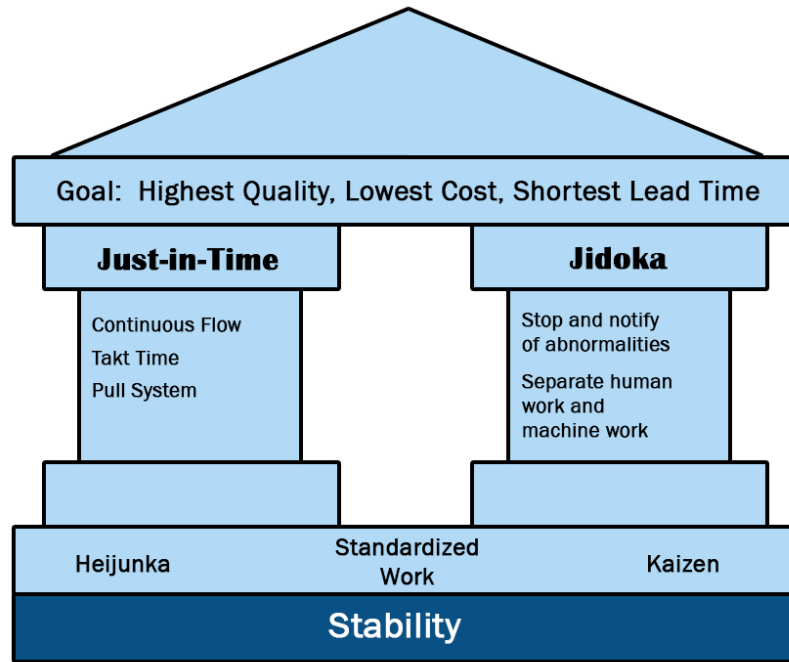 Goal: Highest Quality, Lowest Cost, Shortest Lead Time
Just-in-Time
Continuous Flow
Takt Time
Pull System
Jidoka
Stop and notify
of abnormalities
Separate human
work and
machine work
Heijunka
Standardized
Work
Kaizen
Stability